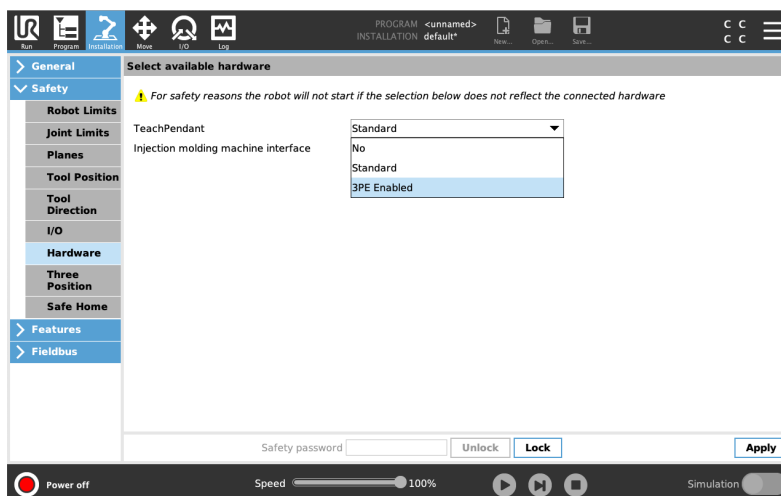 UR
PROGRAM <unnamed>
INSTALLATION default*
Run Program Installation Move I/O Log New... Open... Save...
C C
C C
General
Select available hardware
Safety
For safety reasons the robot will not start if the selection below does not reflect the connected hardware
Robot Limits
TeachPendant Standard
Joint Limits
Injection molding machine interface No
Planes
Standard
Tool Position
3PE Enabled
Tool
Direction
I/O
Hardware
Three
Position
Safe Home
Features
Fieldbus
Safety password Unlock Lock Apply
Power off Speed 100% Simulation